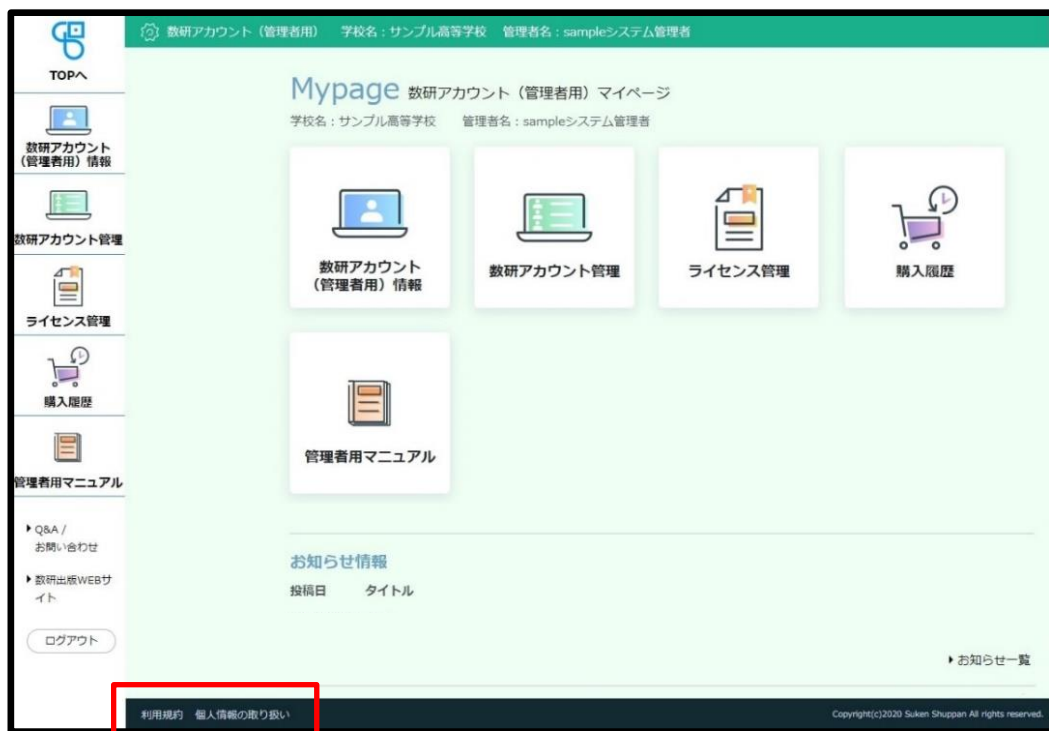 数研アカウント（管理者用）　学校名：サンプル高等学校　管理者名：sampleシステム管理者
TOPへ
数研アカウント
（管理者用）情報
数研アカウント管理
ライセンス管理
購入履歴
管理者用マニュアル
Q&A /
お問い合わせ
数研出版WEBサ
イト
ログアウト
Mypage 数研アカウント（管理者用）マイページ
学校名：サンプル高等学校　管理者名：sampleシステム管理者
数研アカウント
（管理者用）情報
数研アカウント管理
ライセンス管理
購入履歴
管理者用マニュアル
お知らせ情報
投稿日　タイトル
お知らせ一覧
利用規約　個人情報の取り扱い
Copyright(c)2020 Suken Shuppan All rights reserved.